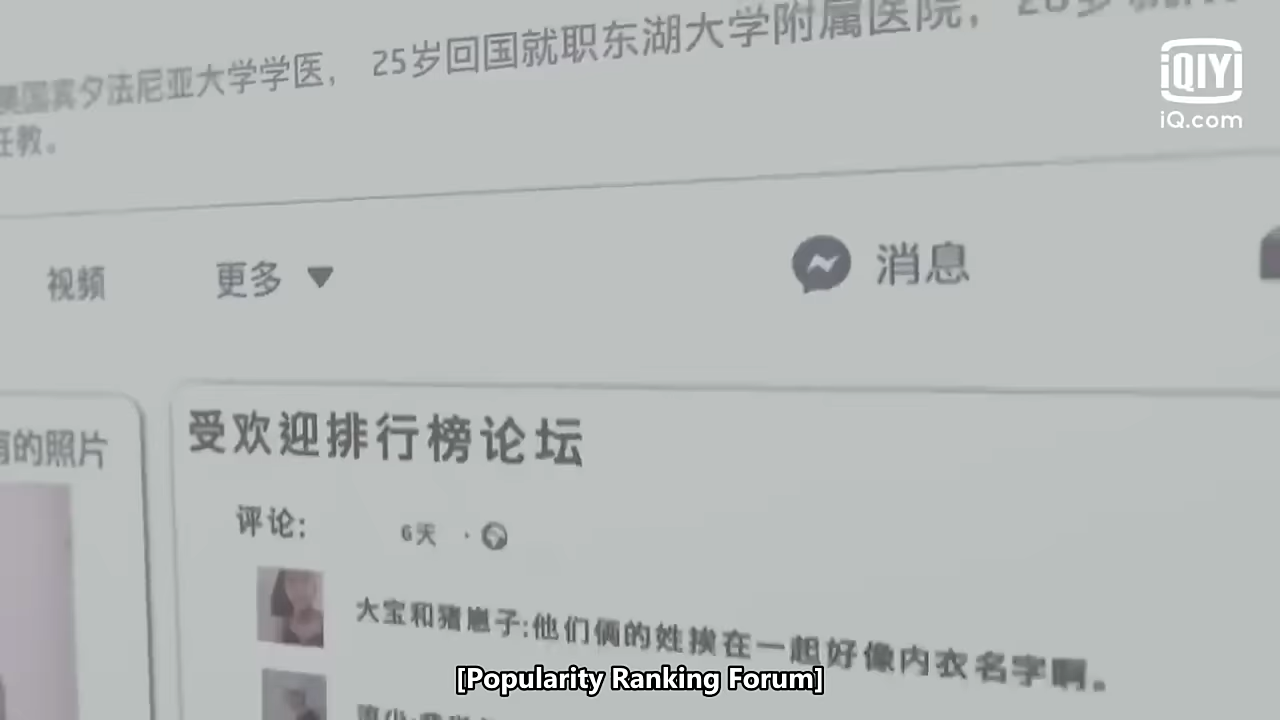 美国宾夕法尼亚大学学医，25岁回国就职东湖大学附属医院，
任教。
iQIYI
iQ.com
视频
更多
消息
受欢迎排行榜论坛
的照片
评论:
6天 ·
大宝和猪崽子:他们俩的姓挨在一起好像内衣名字啊。
[Popularity Ranking Forum]